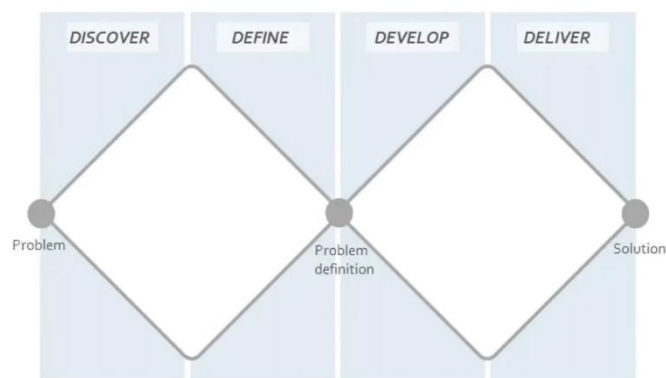 DISCOVER
DEFINE
DEVELOP
DELIVER
Problem
Problem
definition
Solution